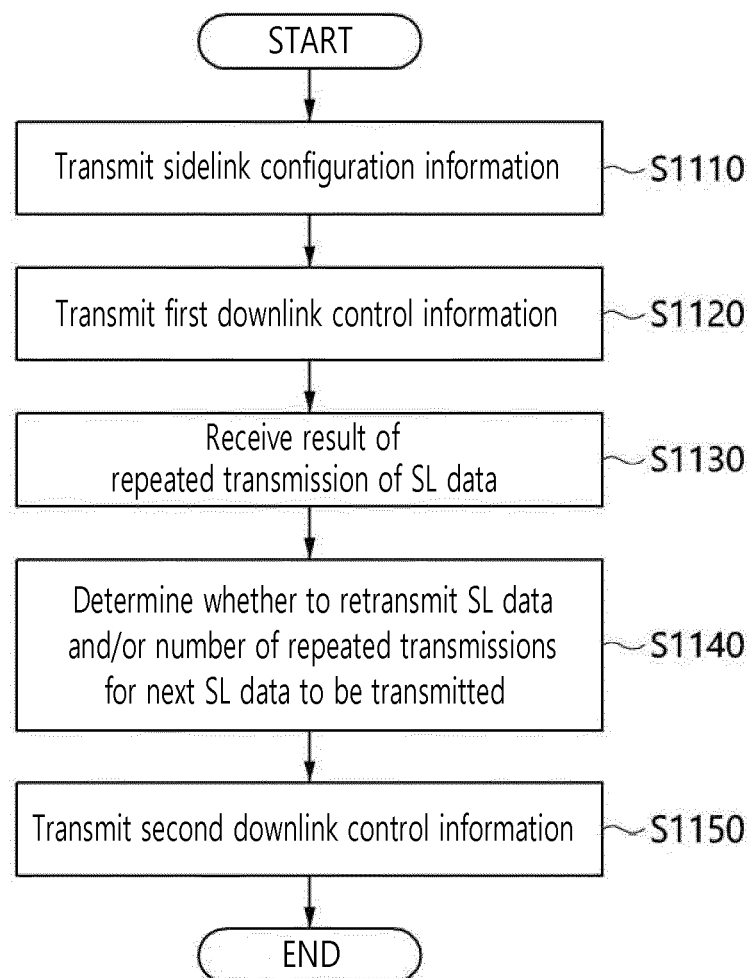 START
Transmit sidelink configuration information
S1110
Transmit first downlink control information
S1120
Receive result of
repeated transmission of SL data
S1130
Determine whether to retransmit SL data
and/or number of repeated transmissions
for next SL data to be transmitted
S1140
Transmit second downlink control information
S1150
END